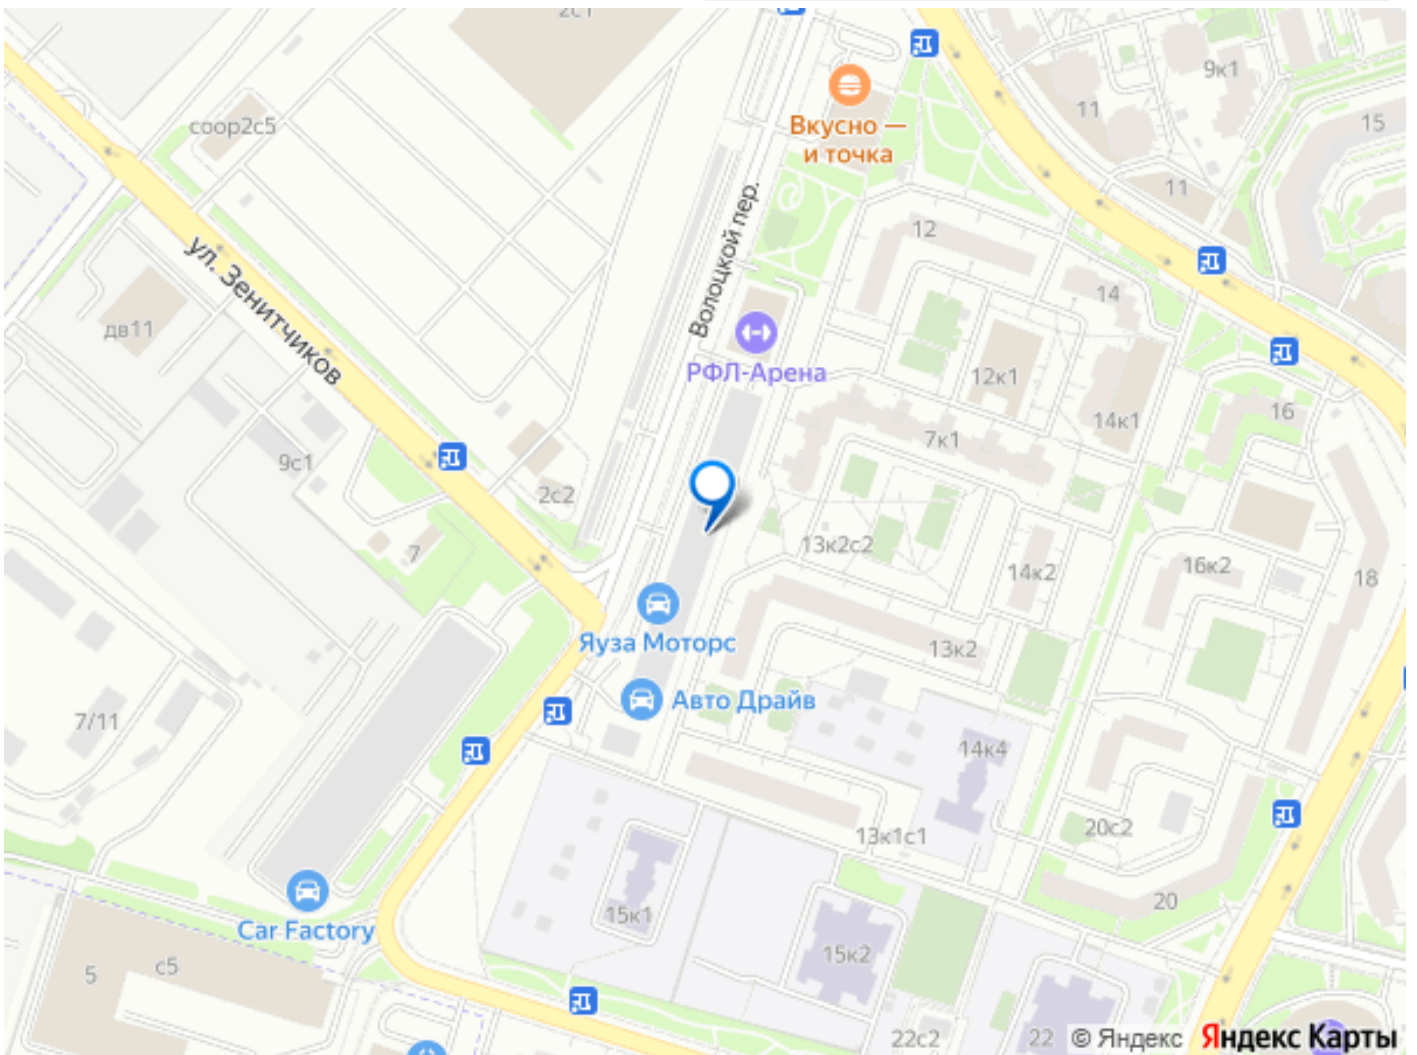 2с1
9к1
11
15
соор2с5
Вкусно —
и точка
11
12
Волоцкой пер.
ул. Зенитчиков
14
дв11
РФЛ-Арена
12к1
16
14к1
7к1
9с1
2с2
7
13к2с2
14к2
16к2
18
Яуза Моторс
13к2
Авто Драйв
7/11
14к4
13к1с1
20с2
20
15к1
Car Factory
15к2
с5
5
22с2
22
© Яндекс
Яндекс Карты